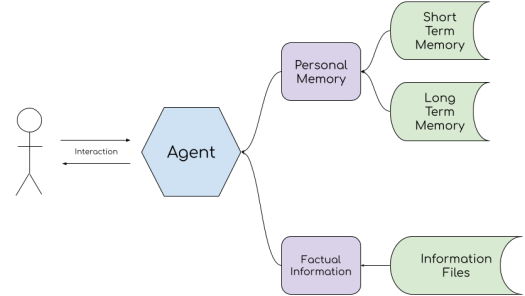 Short
Term
Memory
Personal
Memory
Long
Term
Memory
Interaction
Agent
Factual
Information
Information
Files